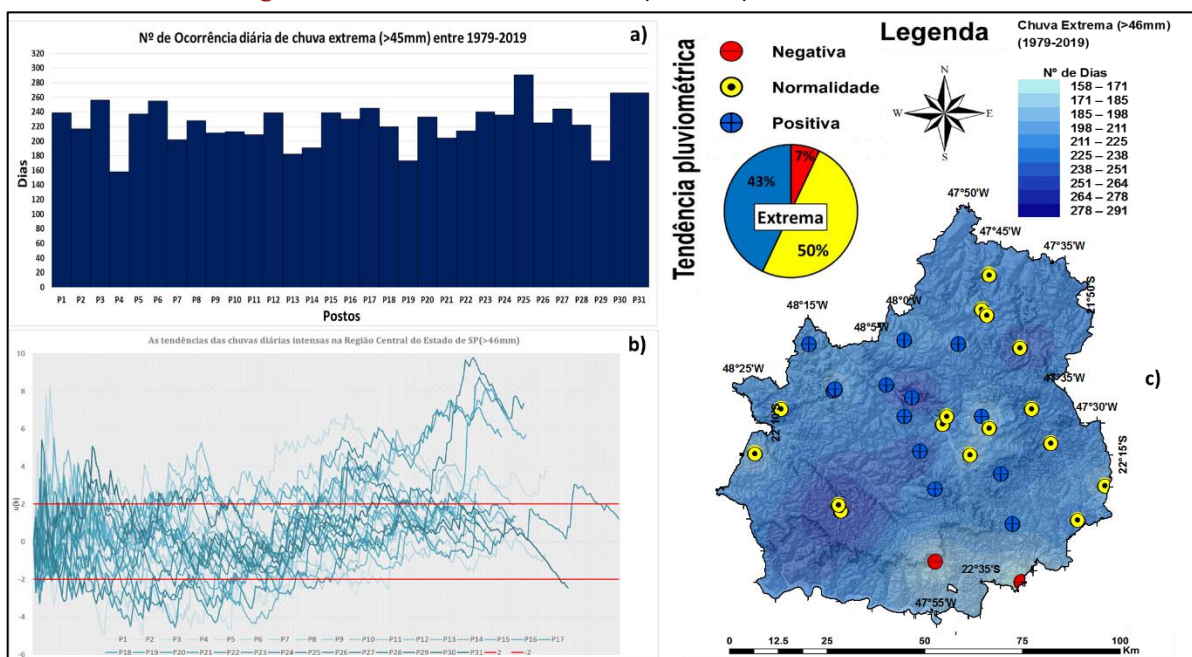 Nº de Ocorrência diária de chuva extrema (>45mm) entre 1979-2019
a)
Dias
320
300
280
260
240
220
200
180
160
140
120
100
80
60
40
20
0
P1 P2 P3 P4 P5 P6 P7 P8 P9 P10 P11 P12 P13 P14 P15 P16 P17 P18 P19 P20 P21 P22 P23 P24 P25 P26 P27 P28 P29 P30 P31
Postos
As tendências das chuvas diárias intensas na Região Central do Estado de SP(>46mm)
b)
u(k)
10
8
6
4
2
0
-2
-4
-6
P1 P2 P3 P4 P5 P6 P7 P8 P9 P10 P11 P12 P13 P14 P15 P16 P17
P18 P19 P20 P21 P22 P23 P24 P25 P26 P27 P28 P29 P30 P31 2 -2
Tendência pluviométrica
Negativa
Normalidade
Positiva
7%
43%
Extrema
50%
Legenda
N
W E
S
Chuva Extrema (>46mm)
(1979-2019)
Nº de Dias
158 – 171
171 – 185
185 – 198
198 – 211
211 – 225
225 – 238
238 – 251
251 – 264
264 – 278
278 – 291
47°50'W
47°45'W
47°35'W
21°50'S
48°15'W
48°0'W
48°5'W
48°25'W
47°35'W
c)
47°30'W
22°10'S
22°15'S
22°35'S
47°55'W
0 12.5 25 50 75 100
Km